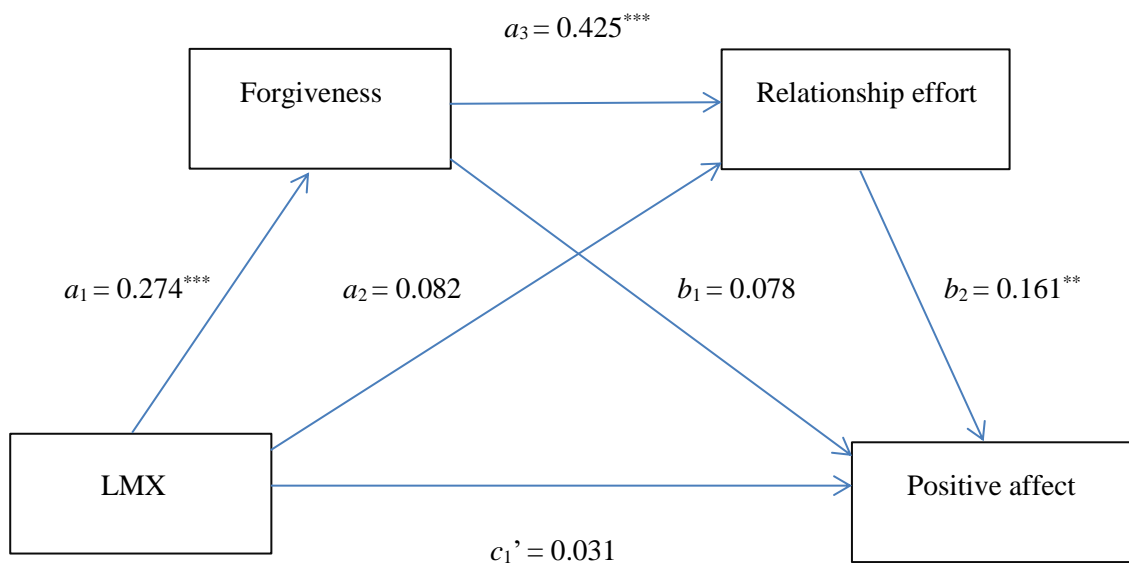 a₃ = 0.425***
Forgiveness
Relationship effort
a₁ = 0.274***
a₂ = 0.082
b₁ = 0.078
b₂ = 0.161**
LMX
Positive affect
c₁’ = 0.031